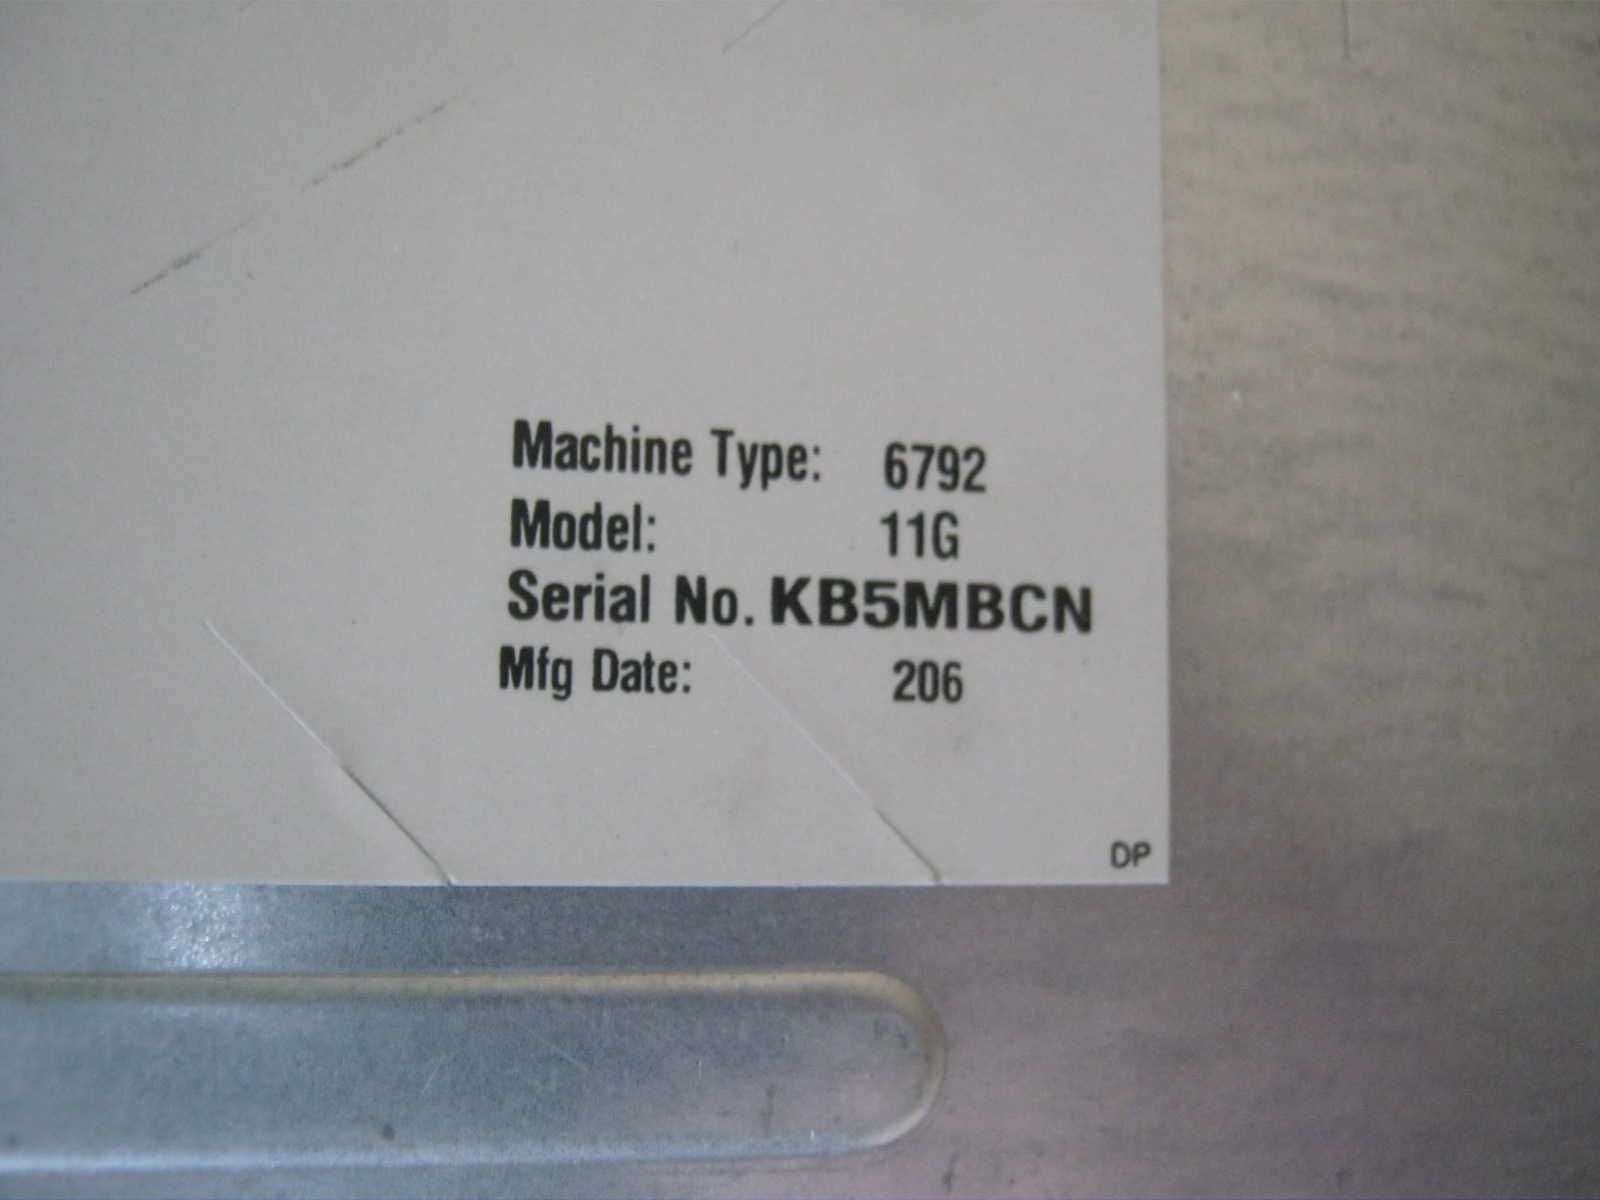 Machine Type: 6792
Model: 11G
Serial No. KB5MBCN
Mfg Date: 206
DP